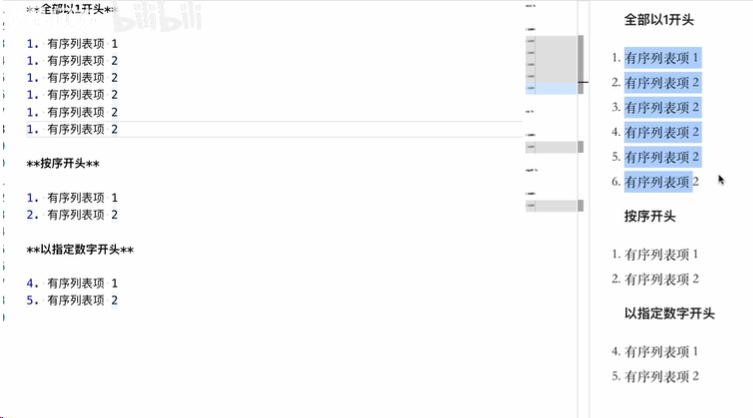 **全部以1开头**
bilibili
1. 有序列表项 1
1. 有序列表项 2
1. 有序列表项 2
1. 有序列表项 2
1. 有序列表项 2
1. 有序列表项 2
**按序开头**
1. 有序列表项 1
2. 有序列表项 2
**以指定数字开头**
4. 有序列表项 1
5. 有序列表项 2
全部以1开头
1. 有序列表项 1
2. 有序列表项 2
3. 有序列表项 2
4. 有序列表项 2
5. 有序列表项 2
6. 有序列表项 2
按序开头
1. 有序列表项 1
2. 有序列表项 2
以指定数字开头
4. 有序列表项 1
5. 有序列表项 2